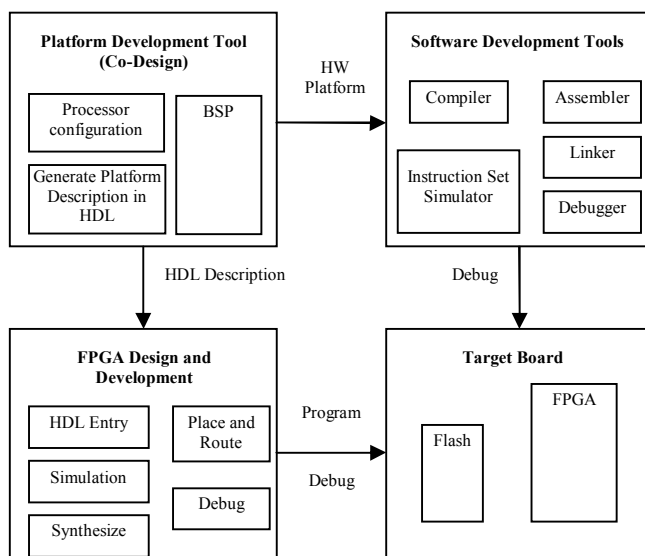 Platform Development Tool
(Co-Design)
Processor
configuration
BSP
Generate Platform
Description in
HDL
HW
Platform
Software Development Tools
Compiler
Assembler
Instruction Set
Simulator
Linker
Debugger
HDL Description
Debug
FPGA Design and
Development
HDL Entry
Place and
Route
Simulation
Debug
Synthesize
Program
Debug
Target Board
Flash
FPGA